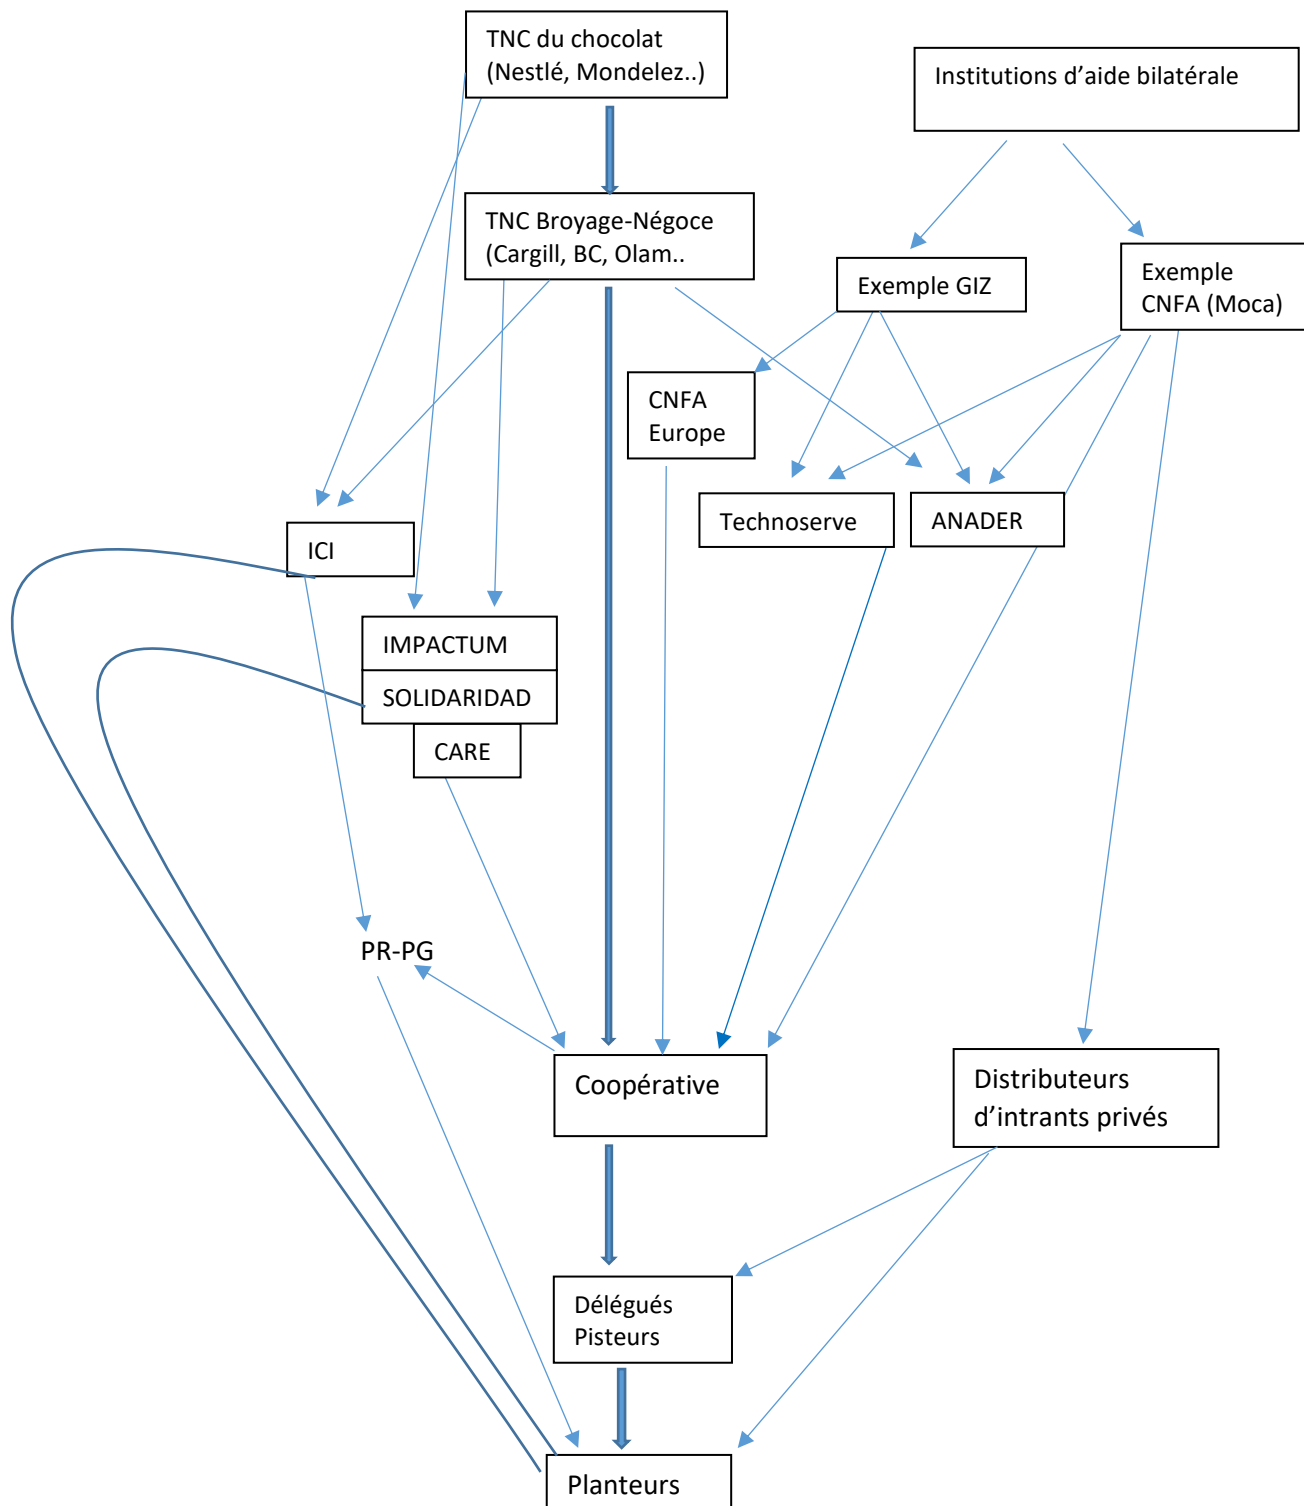 TNC du chocolat
(Nestlé, Mondelez..)
Institutions d’aide bilatérale
TNC Broyage-Négoce
(Cargill, BC, Olam..
Exemple GIZ
Exemple
CNFA (Moca)
CNFA
Europe
Technoserve
ANADER
ICI
IMPACTUM
SOLIDARIDAD
CARE
PR-PG
Coopérative
Distributeurs
d’intrants privés
Délégués
Pisteurs
Planteurs